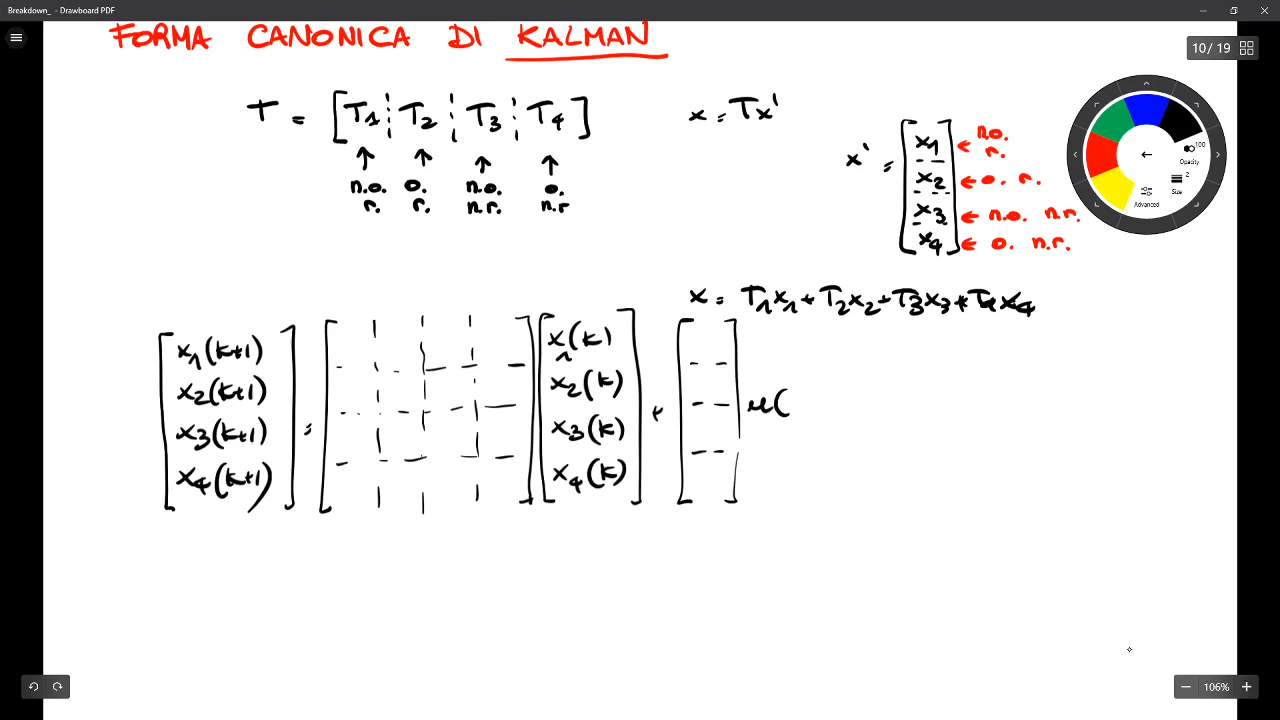 Breakdown_ - Drawboard PDF
10 / 19
FORMA CANONICA DI KALMAN
T = [ T1 ¦ T2 ¦ T3 ¦ T4 ]
x = Tx'
n.o. o. n.o. o.
r. r. n.r. n.r
x' = [ x1 x2 x3 x4 ]
n.o.
r.
o. r.
n.o. n.r.
o. n.r.
100
Opacity
2
Size
Advanced
x = T1x1 + T2x2 + T3x3 + T4x4
x1(k+1) x1(k)
x2(k+1) x2(k)
= + u(
x3(k+1) x3(k)
x4(k+1) x4(k)
106%